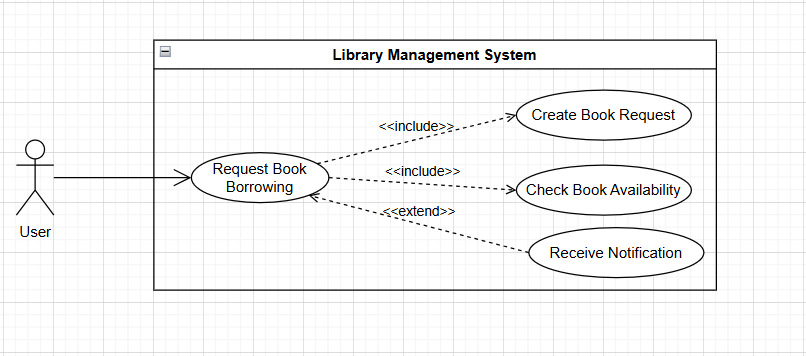 Library Management System
<<include>>
Create Book Request
Request Book
Borrowing
<<include>>
Check Book Availability
<<extend>>
Receive Notification
User